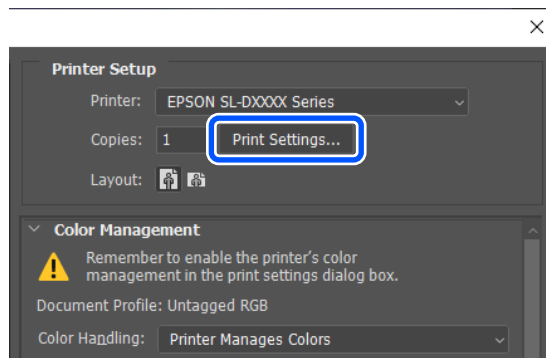 Printer Setup
Printer: EPSON SL-DXXXX Series
Copies: 1 Print Settings...
Layout:
Color Management
Remember to enable the printer's color
management in the print settings dialog box.
Document Profile: Untagged RGB
Color Handling: Printer Manages Colors